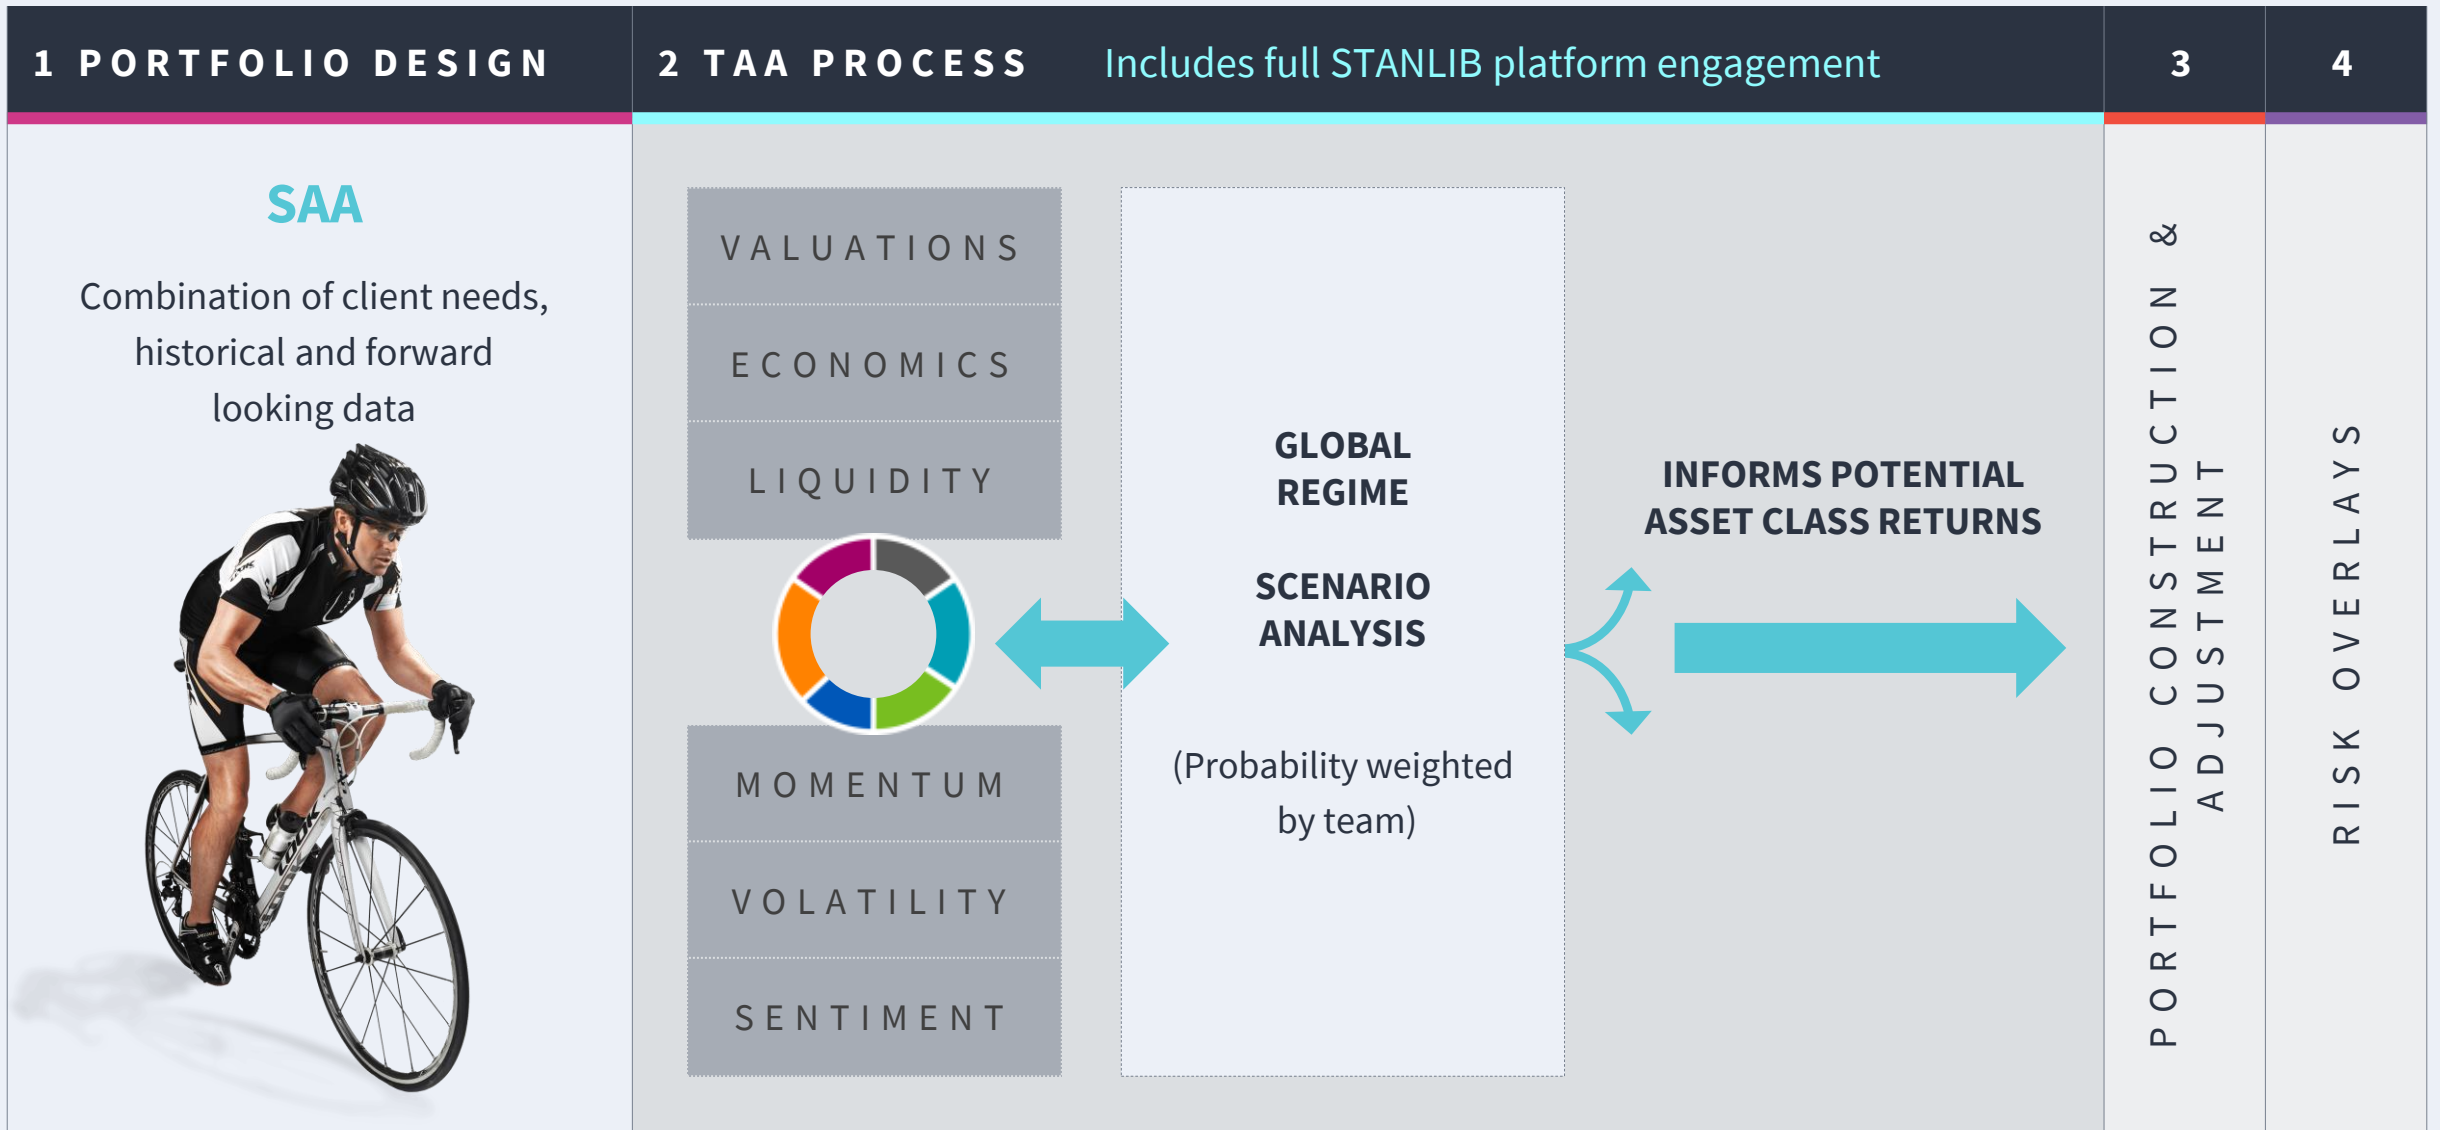 1 PORTFOLIO DESIGN
2 TAA PROCESS
Includes full STANLIB platform engagement
3
4
SAA
Combination of client needs,
historical and forward
looking data
VALUATIONS
ECONOMICS
LIQUIDITY
MOMENTUM
VOLATILITY
SENTIMENT
GLOBAL
REGIME
SCENARIO
ANALYSIS
(Probability weighted
by team)
INFORMS POTENTIAL
ASSET CLASS RETURNS
PORTFOLIO CONSTRUCTION &
ADJUSTMENT
RISK OVERLAYS